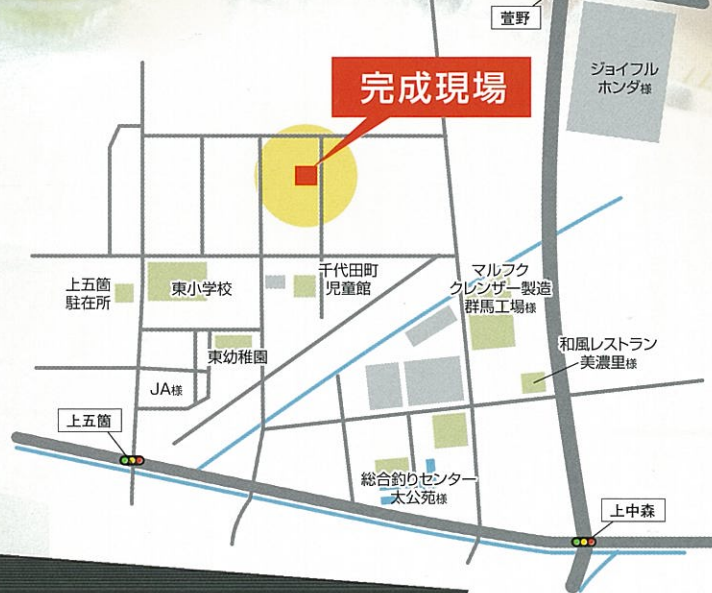 萱野
ジョイフル
ホンダ様
完成現場
上五箇
駐在所
東小学校
千代田町
児童館
マルフク
クレンザー製造
群馬工場様
東幼稚園
和風レストラン
美濃里様
JA様
上五箇
総合釣りセンター
太公苑様
上中森